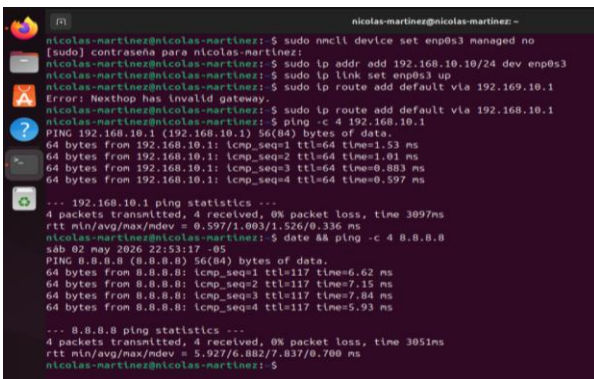 nicolas-martinez@nicolas-martinez: ~
nicolas-martinez@nicolas-martinez:~$ sudo nmcli device set enp0s3 managed no
[sudo] contraseña para nicolas-martinez:
nicolas-martinez@nicolas-martinez:~$ sudo ip addr add 192.168.10.10/24 dev enp0s3
nicolas-martinez@nicolas-martinez:~$ sudo ip link set enp0s3 up
nicolas-martinez@nicolas-martinez:~$ sudo ip route add default via 192.169.10.1
Error: Nexthop has invalid gateway.
nicolas-martinez@nicolas-martinez:~$ sudo ip route add default via 192.168.10.1
nicolas-martinez@nicolas-martinez:~$ ping -c 4 192.168.10.1
PING 192.168.10.1 (192.168.10.1) 56(84) bytes of data.
64 bytes from 192.168.10.1: icmp_seq=1 ttl=64 time=1.53 ms
64 bytes from 192.168.10.1: icmp_seq=2 ttl=64 time=1.01 ms
64 bytes from 192.168.10.1: icmp_seq=3 ttl=64 time=0.883 ms
64 bytes from 192.168.10.1: icmp_seq=4 ttl=64 time=0.597 ms
--- 192.168.10.1 ping statistics ---
4 packets transmitted, 4 received, 0% packet loss, time 3097ms
rtt min/avg/max/mdev = 0.597/1.003/1.526/0.336 ms
nicolas-martinez@nicolas-martinez:~$ date && ping -c 4 8.8.8.8
sáb 02 may 2026 22:53:17 -05
PING 8.8.8.8 (8.8.8.8) 56(84) bytes of data.
64 bytes from 8.8.8.8: icmp_seq=1 ttl=117 time=6.62 ms
64 bytes from 8.8.8.8: icmp_seq=2 ttl=117 time=7.15 ms
64 bytes from 8.8.8.8: icmp_seq=3 ttl=117 time=7.84 ms
64 bytes from 8.8.8.8: icmp_seq=4 ttl=117 time=5.93 ms
--- 8.8.8.8 ping statistics ---
4 packets transmitted, 4 received, 0% packet loss, time 3051ms
rtt min/avg/max/mdev = 5.927/6.882/7.837/0.700 ms
nicolas-martinez@nicolas-martinez:~$